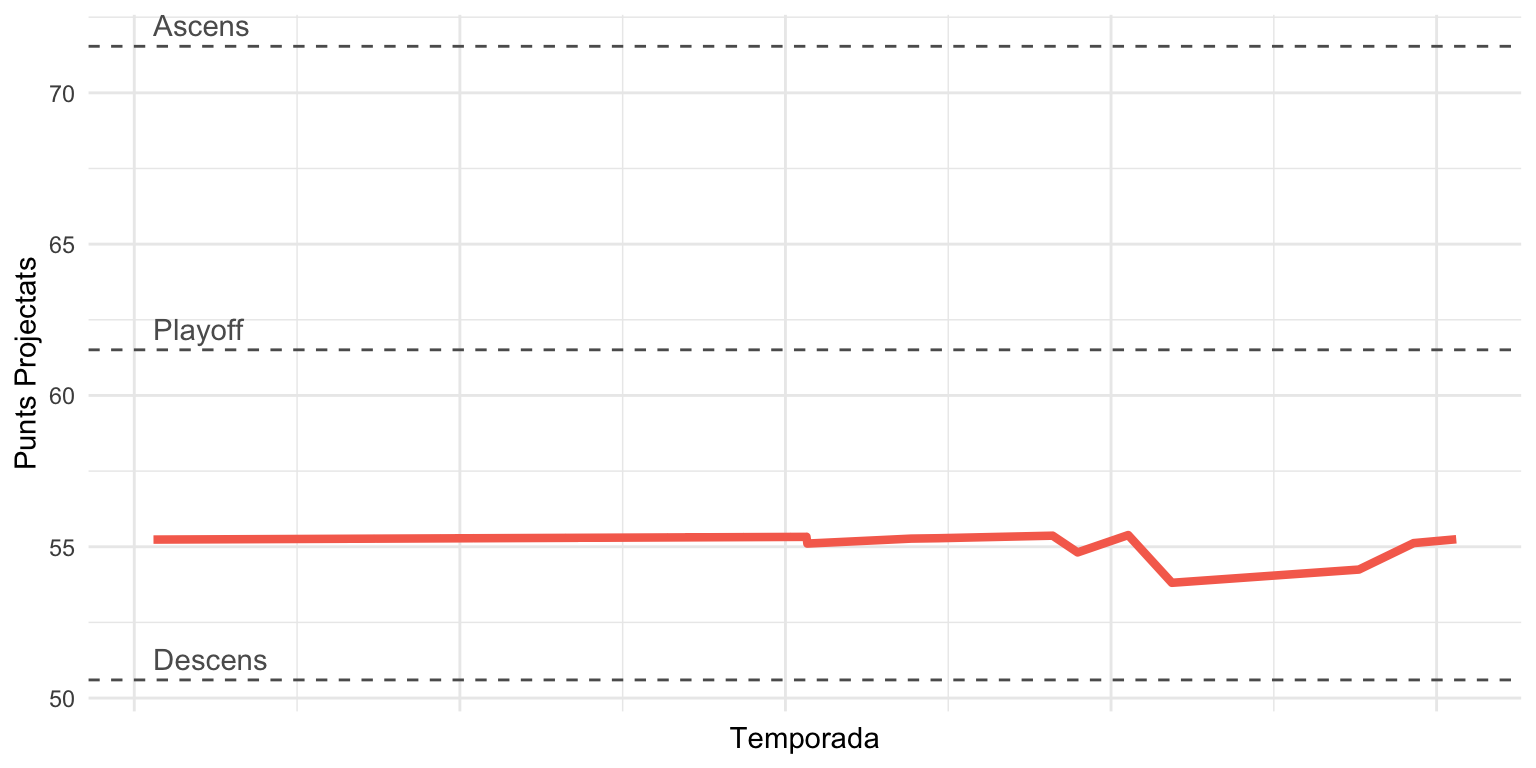 Ascens
70
65
Playoff
60
55
Descens
50
Punts Projectats
Temporada